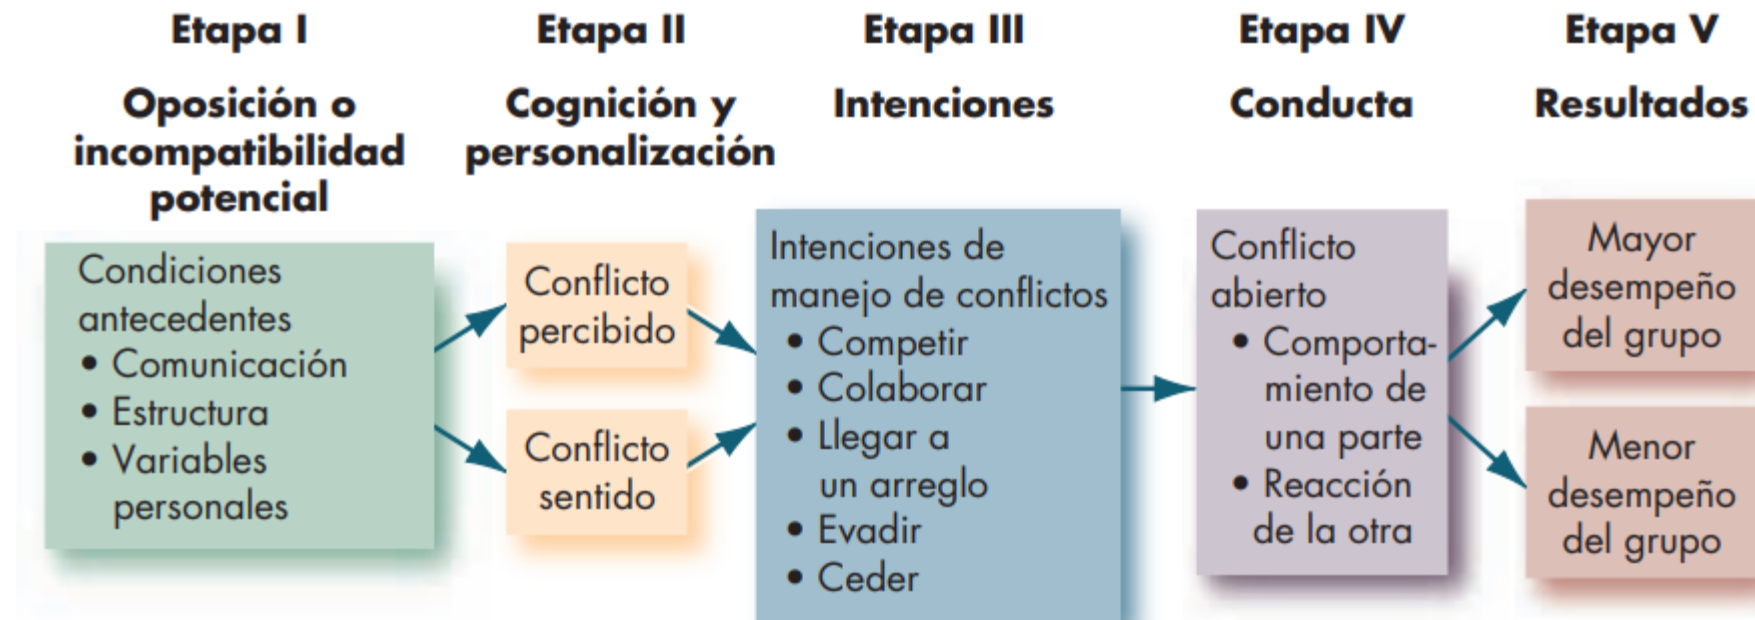 Etapa I
Oposición o
incompatibilidad
potencial
Condiciones
antecedentes
• Comunicación
• Estructura
• Variables
personales
Etapa II
Cognición y
personalización
Conflicto
percibido
Conflicto
sentido
Etapa III
Intenciones
Intenciones de
manejo de conflictos
• Competir
• Colaborar
• Llegar a
un arreglo
• Evadir
• Ceder
Etapa IV
Conducta
Conflicto
abierto
• Comporta-
miento de
una parte
• Reacción
de la otra
Etapa V
Resultados
Mayor
desempeño
del grupo
Menor
desempeño
del grupo